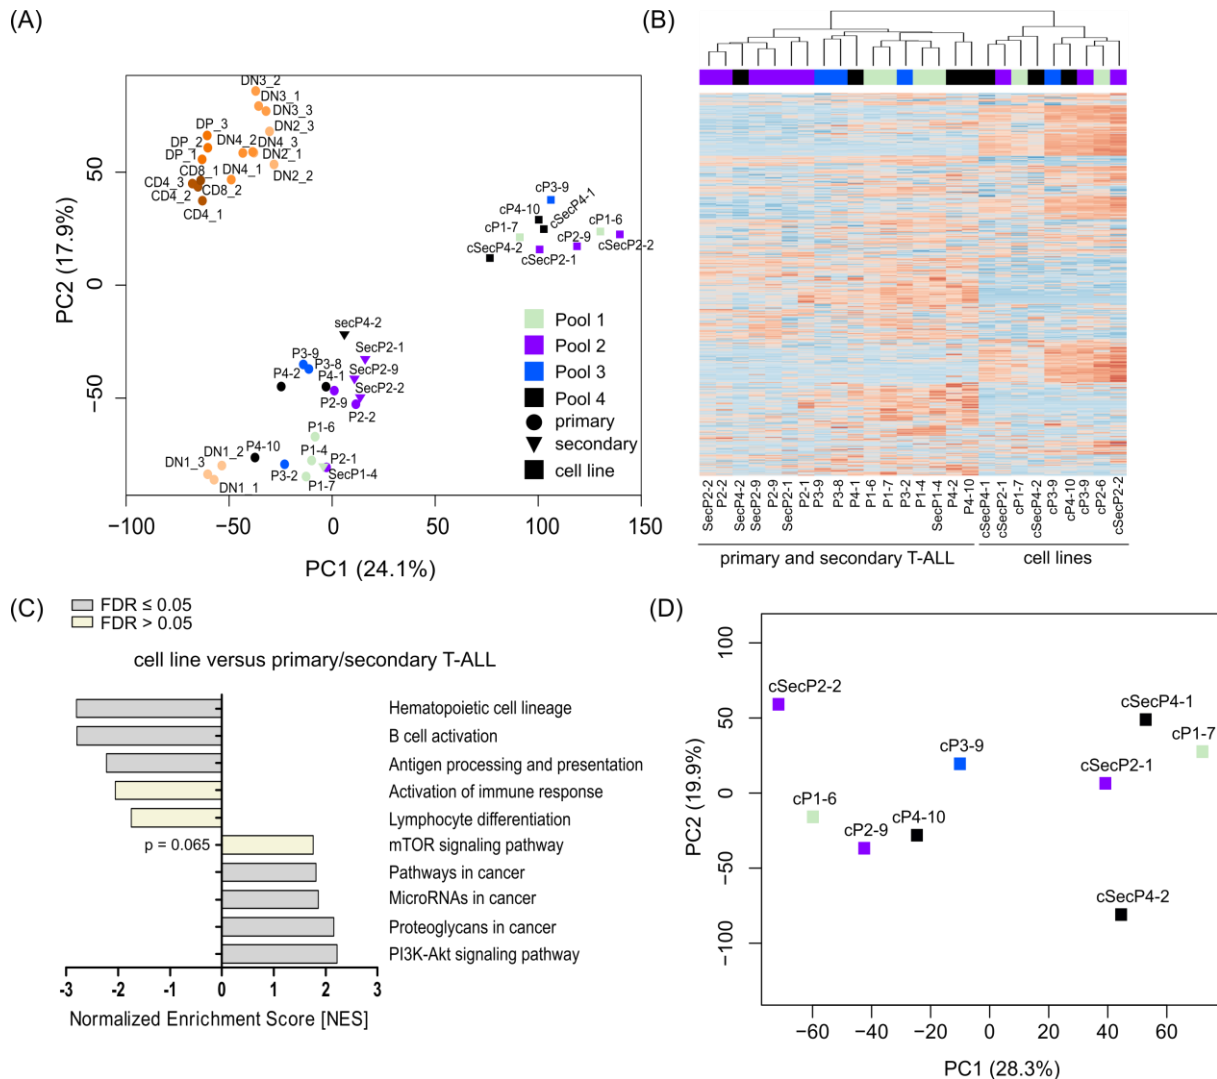 (A)
DN3_2
DN3_1
DN3_3
DN2_3
DP_3
DN4_2
DN4_3
DP_2
DN2_1
DP_1
CD8_1
DN4_1
DN2_2
CD4_3
CD8_2
CD4_2
CD4_1
cP3-9
cSecP4-1
cP4-10
cP1-6
cP1-7
cP2-9
cSecP4-2
cSecP2-1
cSecP2-2
secP4-2
SecP2-1
P3-9
P3-8
SecP2-9
P4-2
P4-1
SecP2-2
P2-9
P2-2
P1-6
DN1_2
P4-10
P1-4
P2-1
DN1_3
P3-2
SecP1-4
DN1_1
P1-7
Pool 1
Pool 2
Pool 3
Pool 4
primary
secondary
cell line
50
0
−50
PC2 (17.9%)
−100
−50
0
50
100
150
PC1 (24.1%)
(B)
SecP2-2
P2-2
SecP4-2
SecP2-9
P2-9
SecP2-1
P2-1
P3-9
P3-8
P4-1
P1-6
P1-7
P3-2
P1-4
SecP1-4
P4-2
P4-10
cSecP4-1
cSecP2-1
cP1-7
cSecP4-2
cP3-9
cP4-10
cP3-9
cP2-6
cSecP2-2
primary and secondary T-ALL
cell lines
(C)
FDR ≤ 0.05
FDR > 0.05
cell line versus primary/secondary T-ALL
Hematopoietic cell lineage
B cell activation
Antigen processing and presentation
Activation of immune response
Lymphocyte differentiation
p = 0.065
mTOR signaling pathway
Pathways in cancer
MicroRNAs in cancer
Proteoglycans in cancer
PI3K-Akt signaling pathway
-3
-2
-1
0
1
2
3
Normalized Enrichment Score [NES]
(D)
100
50
0
−50
−100
PC2 (19.9%)
cSecP2-2
cSecP4-1
cP1-7
cP3-9
cSecP2-1
cP1-6
cP4-10
cP2-9
cSecP4-2
−60
−40
−20
0
20
40
60
PC1 (28.3%)